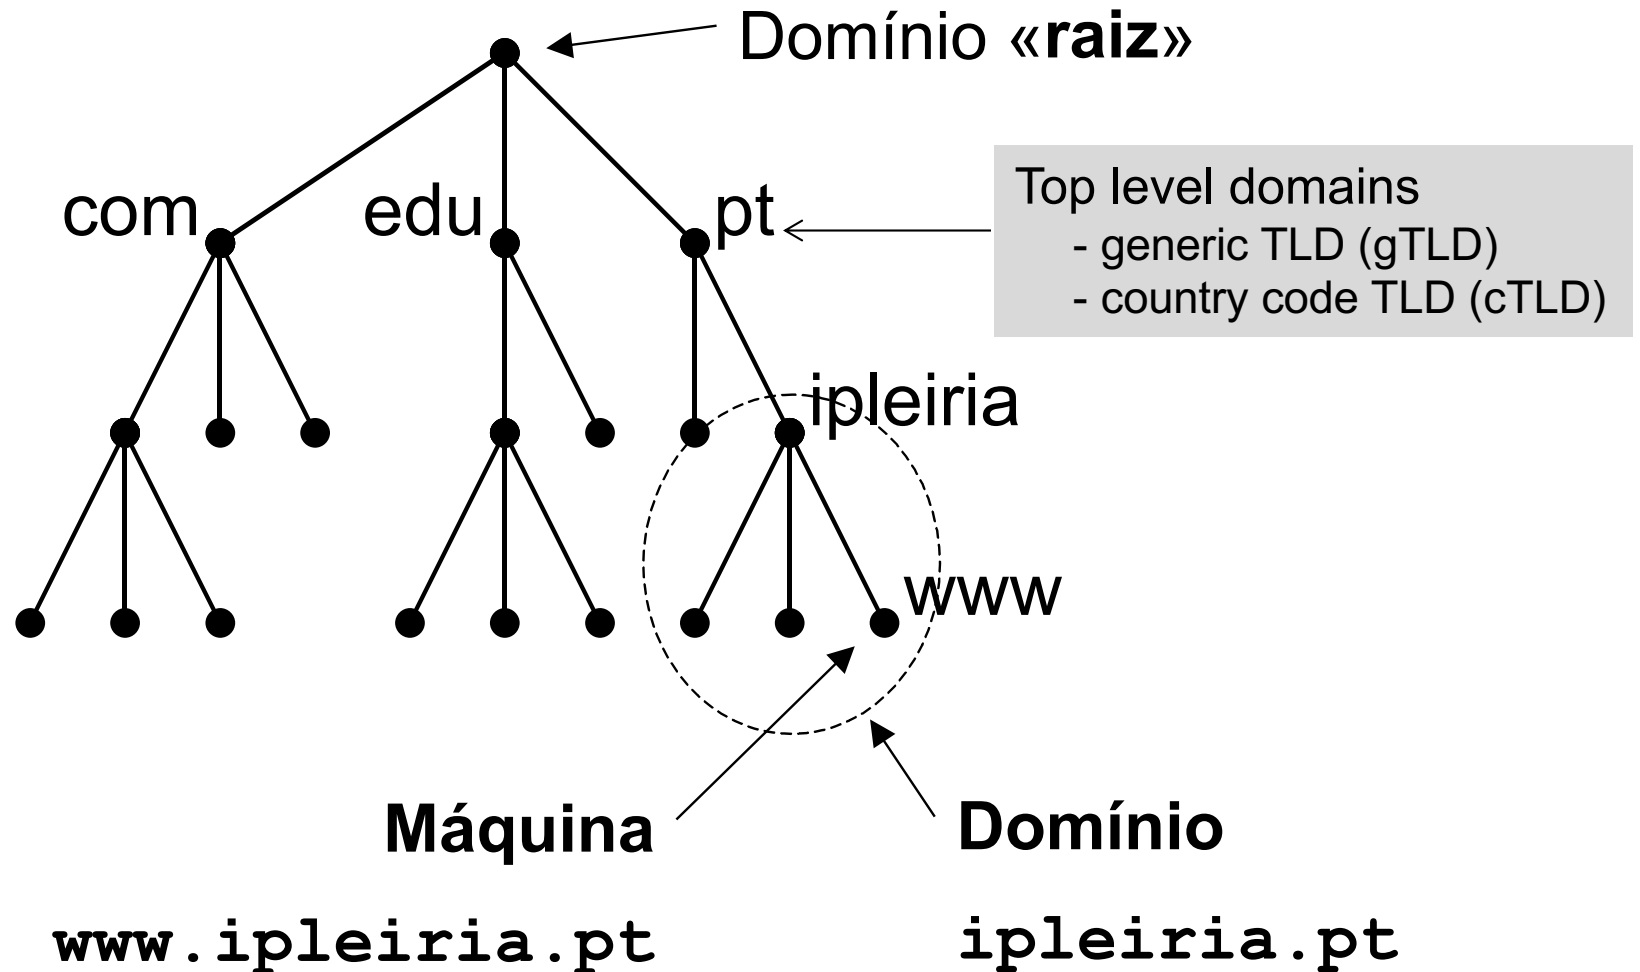 Domínio «raiz»
com
edu
pt
Top level domains
- generic TLD (gTLD)
- country code TLD (cTLD)
ipleiria
www
Máquina
Domínio
www.ipleiria.pt
ipleiria.pt